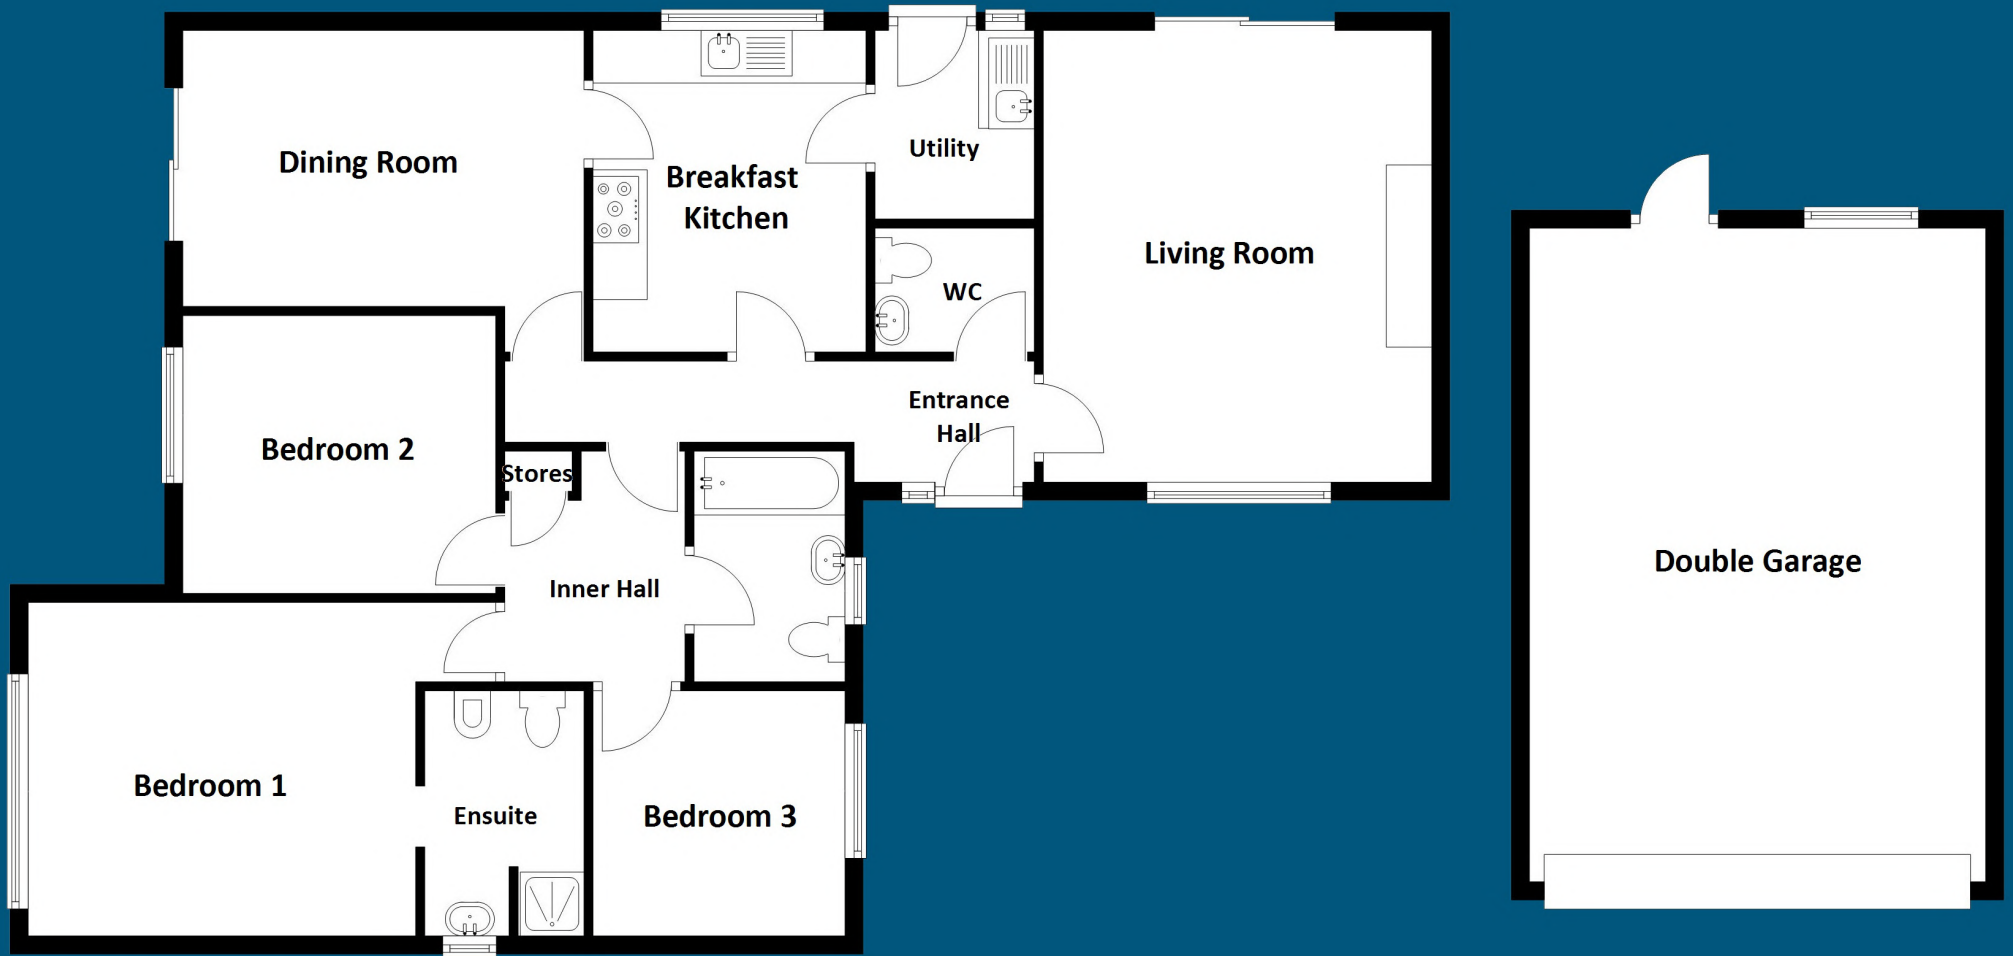 Dining Room
Breakfast
Kitchen
Utility
Living Room
WC
Entrance
Hall
Bedroom 2
Stores
Inner Hall
Double Garage
Bedroom 1
Ensuite
Bedroom 3